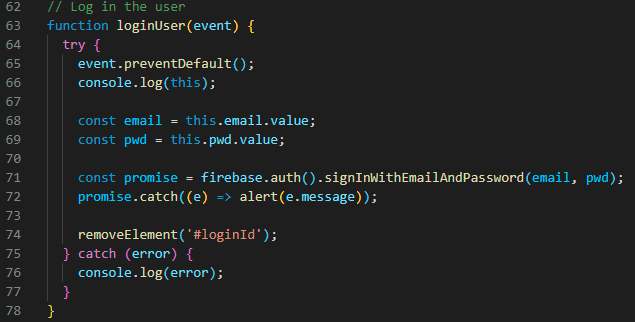 62 // Log in the user
63 function loginUser(event) {
64   try {
65     event.preventDefault();
66     console.log(this);
67
68     const email = this.email.value;
69     const pwd = this.pwd.value;
70
71     const promise = firebase.auth().signInWithEmailAndPassword(email, pwd);
72     promise.catch((e) => alert(e.message));
73
74     removeElement('#loginId');
75   } catch (error) {
76     console.log(error);
77   }
78 }